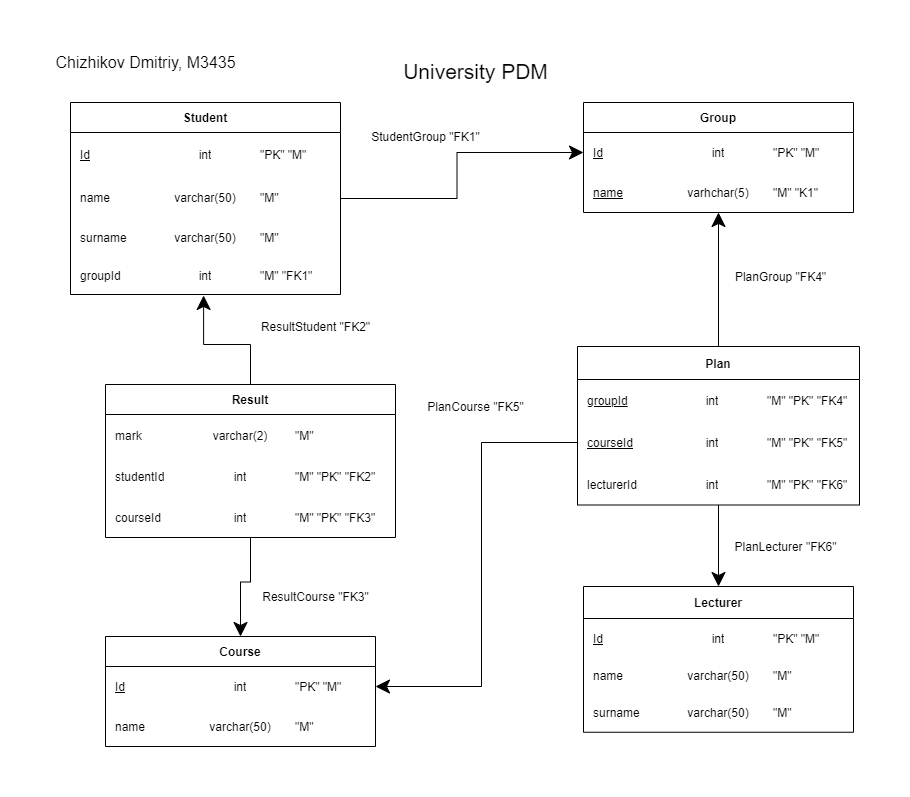 Chizhikov Dmitriy, M3435
University PDM
Student
Id int "PK" "M"
name varchar(50) "M"
surname varchar(50) "M"
groupId int "M" "FK1"
StudentGroup "FK1"
Group
Id int "PK" "M"
name varhchar(5) "M" "K1"
PlanGroup "FK4"
ResultStudent "FK2"
Result
mark varchar(2) "M"
studentId int "M" "PK" "FK2"
courseId int "M" "PK" "FK3"
PlanCourse "FK5"
Plan
groupId int "M" "PK" "FK4"
courseId int "M" "PK" "FK5"
lecturerId int "M" "PK" "FK6"
PlanLecturer "FK6"
ResultCourse "FK3"
Course
Id int "PK" "M"
name varchar(50) "M"
Lecturer
Id int "PK" "M"
name varchar(50) "M"
surname varchar(50) "M"